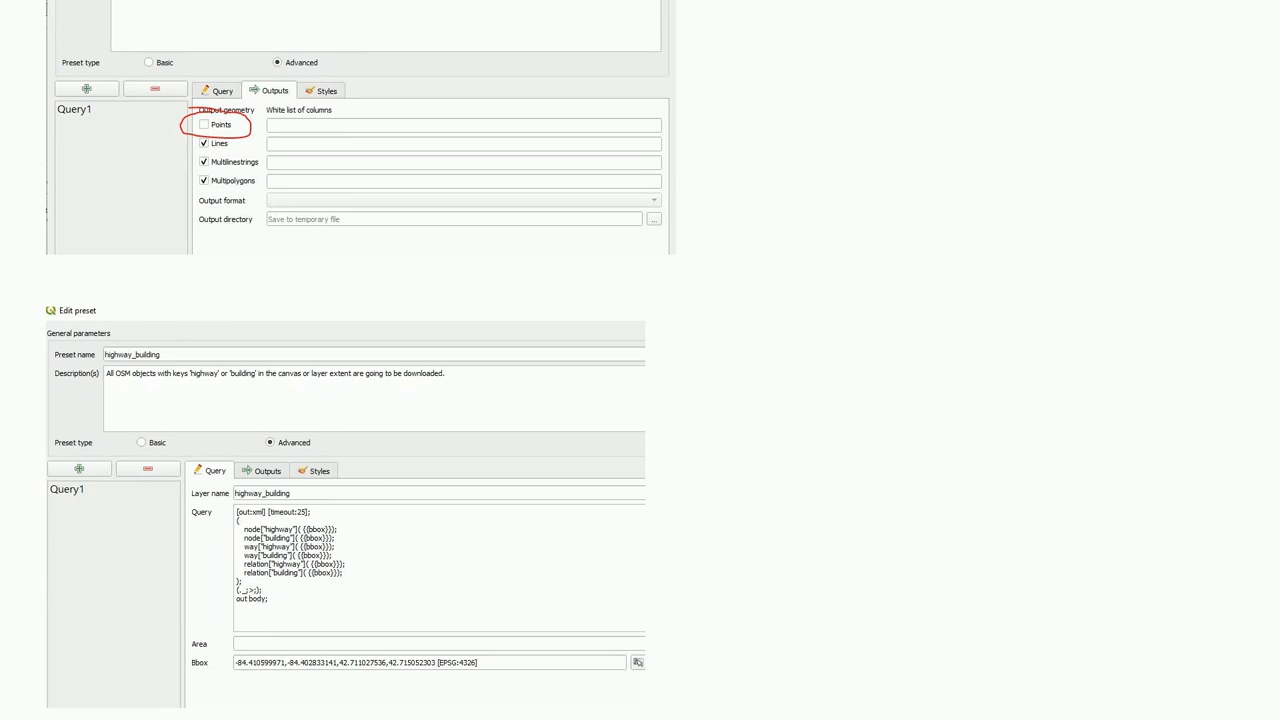 Preset type Basic Advanced
Query Outputs Styles
Query1
Output geometry White list of columns
Points
Lines
Multilinestrings
Multipolygons
Output format
Output directory Save to temporary file ...
Edit preset
General parameters
Preset name highway_building
Description(s) All OSM objects with keys 'highway' or 'building' in the canvas or layer extent are going to be downloaded.
Preset type Basic Advanced
Query Outputs Styles
Query1
Layer name highway_building
Query [out:xml] [timeout:25];
(
node["highway"]( {{bbox}});
node["building"]( {{bbox}});
way["highway"]( {{bbox}});
way["building"]( {{bbox}});
relation["highway"]( {{bbox}});
relation["building"]( {{bbox}});
);
(._;>;);
out body;
Area
Bbox -84.410599971,-84.402833141,42.711027536,42.715052303 [EPSG:4326]